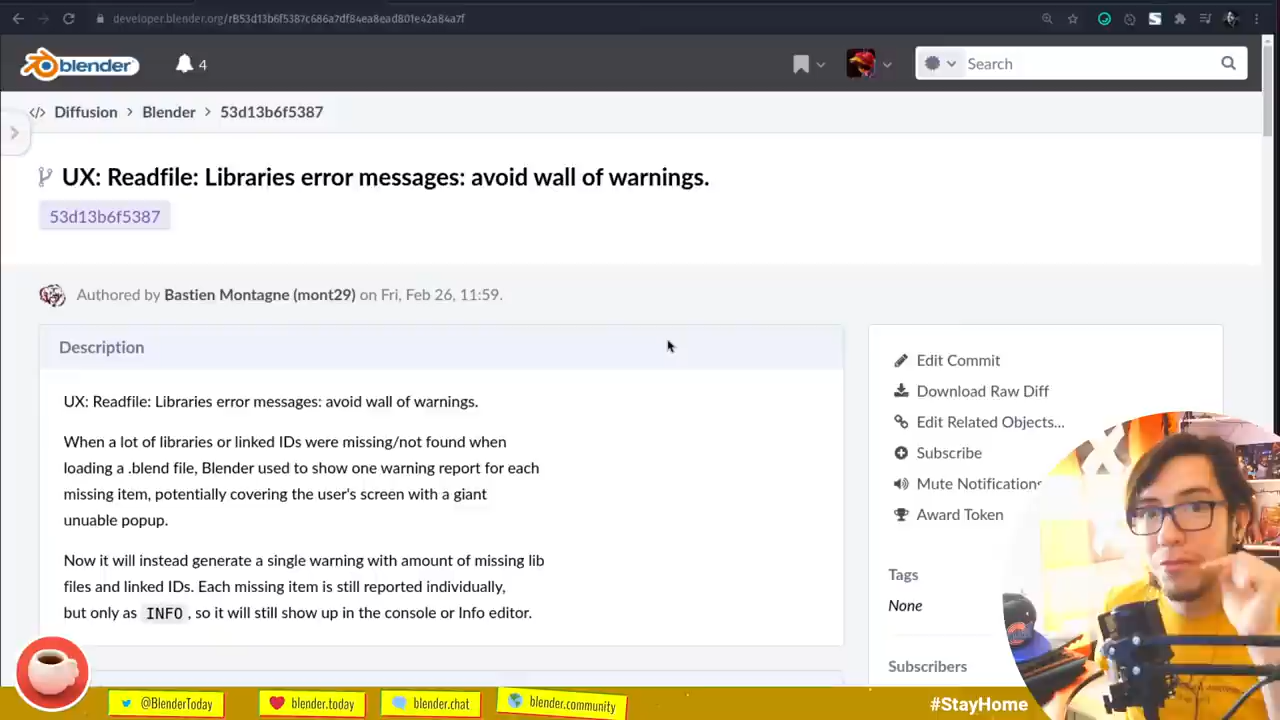 developer.blender.org/rB53d13b6f5387c686a7df84ea8ead801e42a84a7f
blender
4
Search
Diffusion
Blender
53d13b6f5387
UX: Readfile: Libraries error messages: avoid wall of warnings.
53d13b6f5387
Authored by Bastien Montagne (mont29) on Fri, Feb 26, 11:59.
Description
UX: Readfile: Libraries error messages: avoid wall of warnings.
When a lot of libraries or linked IDs were missing/not found when
loading a .blend file, Blender used to show one warning report for each
missing item, potentially covering the user's screen with a giant
unuable popup.
Now it will instead generate a single warning with amount of missing lib
files and linked IDs. Each missing item is still reported individually,
but only as INFO, so it will still show up in the console or Info editor.
Edit Commit
Download Raw Diff
Edit Related Objects...
Subscribe
Mute Notifications
Award Token
Tags
None
Subscribers
@BlenderToday
blender.today
blender.chat
blender.community
#StayHome